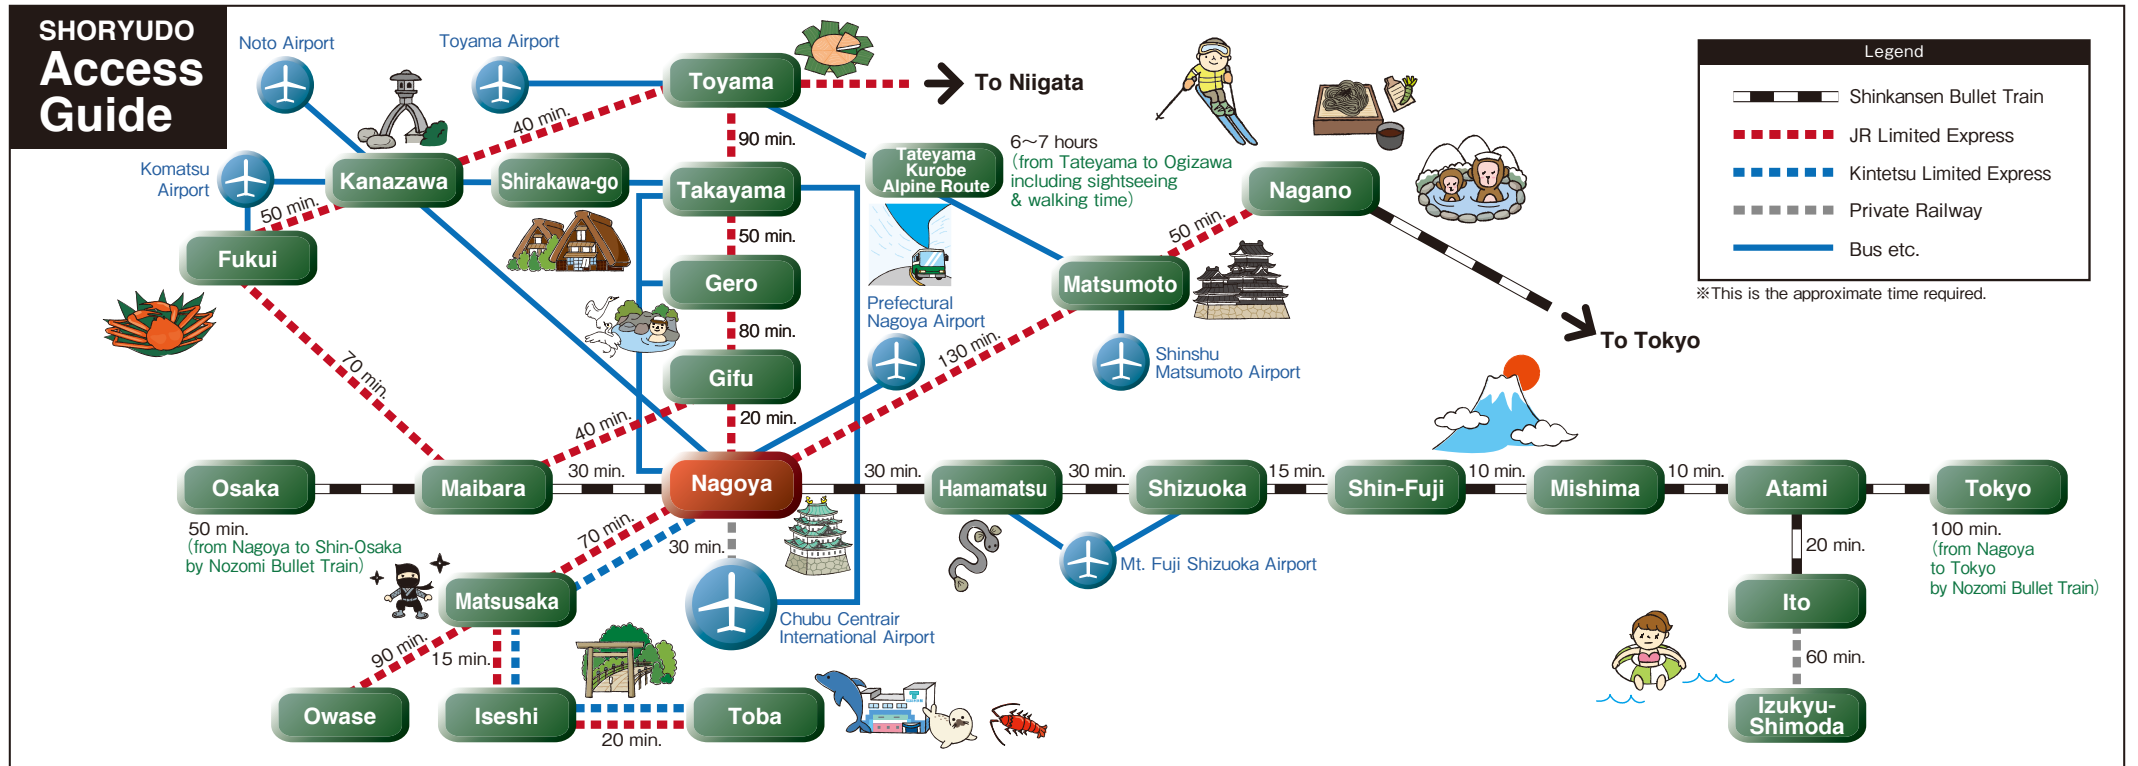 SHORYUDO
Access
Guide
Noto Airport
Toyama Airport
Toyama
To Niigata
40 min.
90 min.
Komatsu
Airport
Kanazawa
Shirakawa-go
Takayama
Tateyama
Kurobe
Alpine Route
6～7 hours
(from Tateyama to Ogizawa
including sightseeing
& walking time)
Nagano
50 min.
50 min.
50 min.
Fukui
Gero
Matsumoto
To Tokyo
Prefectural
Nagoya Airport
80 min.
130 min.
Shinshu
Matsumoto Airport
70 min.
Gifu
40 min.
20 min.
Osaka
Maibara
30 min.
Nagoya
30 min.
Hamamatsu
30 min.
Shizuoka
15 min.
Shin-Fuji
10 min.
Mishima
10 min.
Atami
Tokyo
50 min.
(from Nagoya to Shin-Osaka
by Nozomi Bullet Train)
70 min.
30 min.
Mt. Fuji Shizuoka Airport
20 min.
100 min.
(from Nagoya
to Tokyo
by Nozomi Bullet Train)
Matsusaka
Chubu Centrair
International Airport
Ito
90 min.
15 min.
60 min.
Owase
Iseshi
20 min.
Toba
Izukyu-
Shimoda
Legend
Shinkansen Bullet Train
JR Limited Express
Kintetsu Limited Express
Private Railway
Bus etc.
※This is the approximate time required.